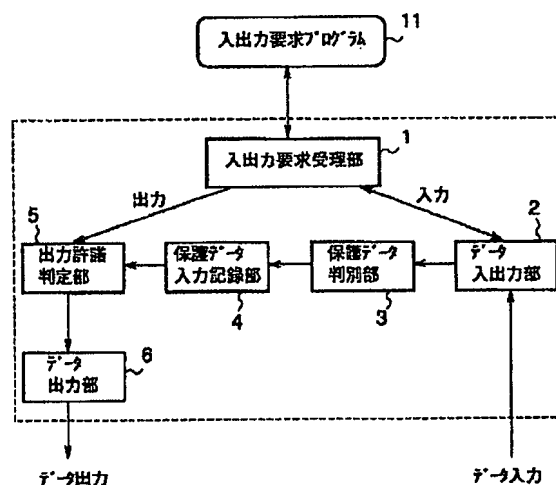 11
入出力要求プログラム
1
入出力要求受理部
出力
入力
5
2
出力許諾
判定部
保護データ
入力記録部
保護データ
判別部
データ
入出力部
4
3
6
データ
出力部
データ出力
データ入力